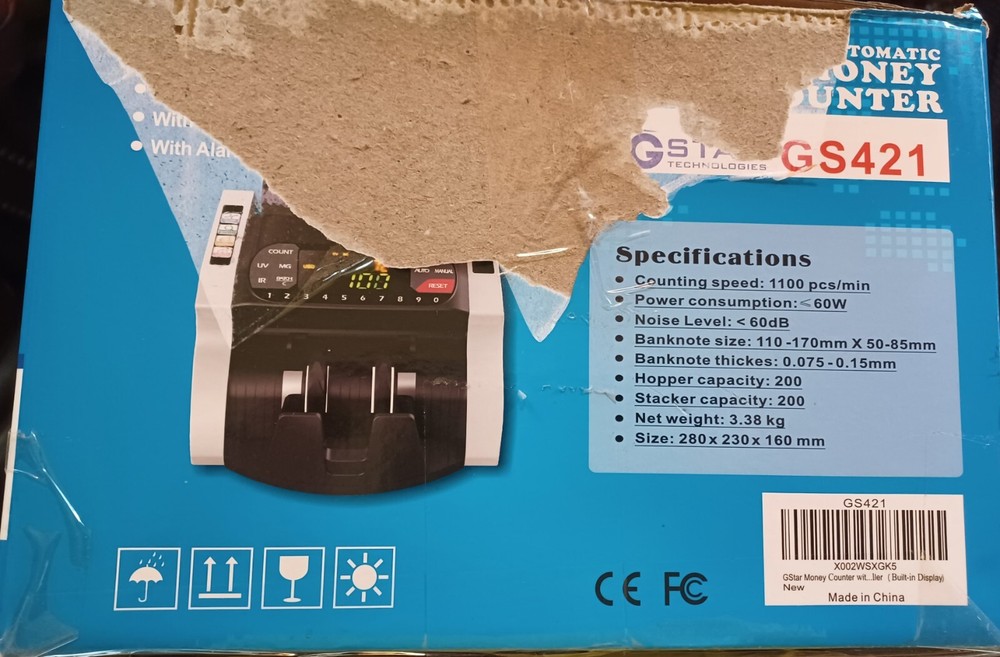 TOMATIC
MONEY
UNTER
With
With Alar
GSTA
TECHNOLOGIES
GS421
COUNT
UV MG
IR
100
AUTO MANUAL
RESET
1 2 3 4 5 6 7 8 9 0
Specifications
Counting speed: 1100 pcs/min
Power consumption:≤60W
Noise Level: < 60dB
Banknote size: 110 -170mm X 50-85mm
Banknote thickes: 0.075 - 0.15mm
Hopper capacity: 200
Stacker capacity: 200
Net weight: 3.38 kg
Size: 280 x 230 x 160 mm
GS421
X002WSXGK5
GStar Money Counter wit...ller (Built-in Display)
New
Made in China
CE FC